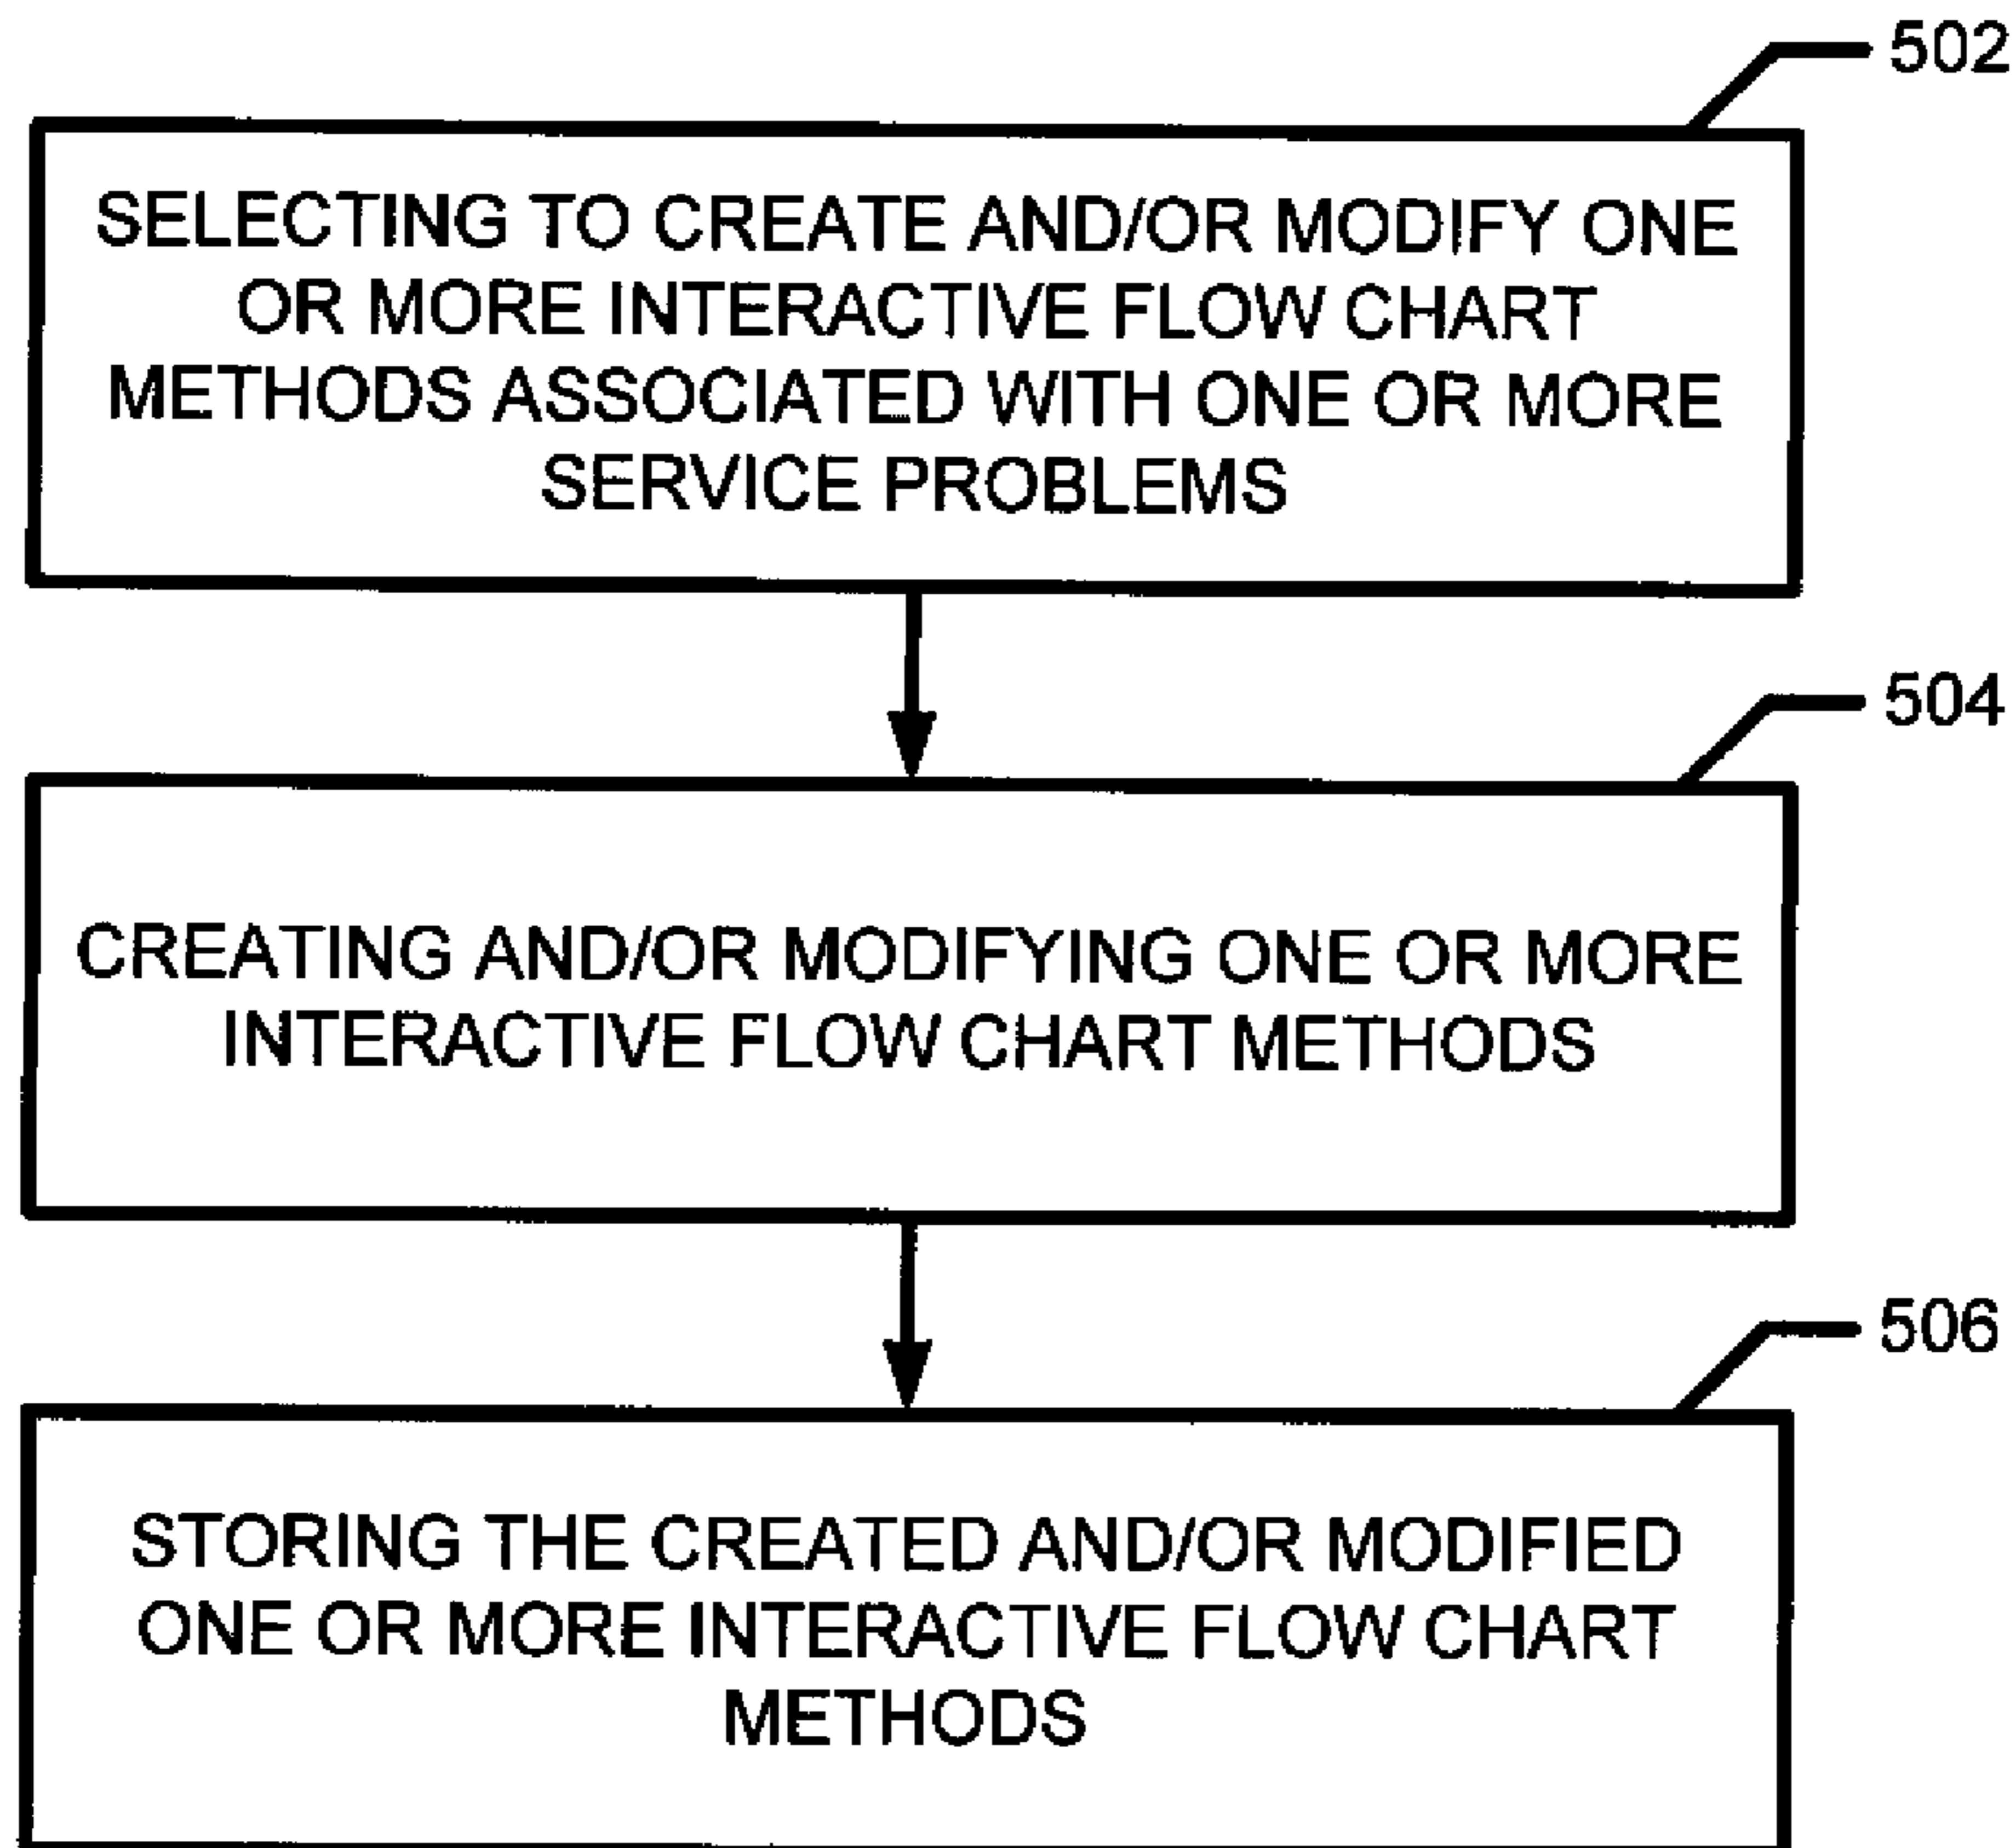 502
SELECTING TO CREATE AND/OR MODIFY ONE
OR MORE INTERACTIVE FLOW CHART
METHODS ASSOCIATED WITH ONE OR MORE
SERVICE PROBLEMS
504
CREATING AND/OR MODIFYING ONE OR MORE
INTERACTIVE FLOW CHART METHODS
506
STORING THE CREATED AND/OR MODIFIED
ONE OR MORE INTERACTIVE FLOW CHART
METHODS